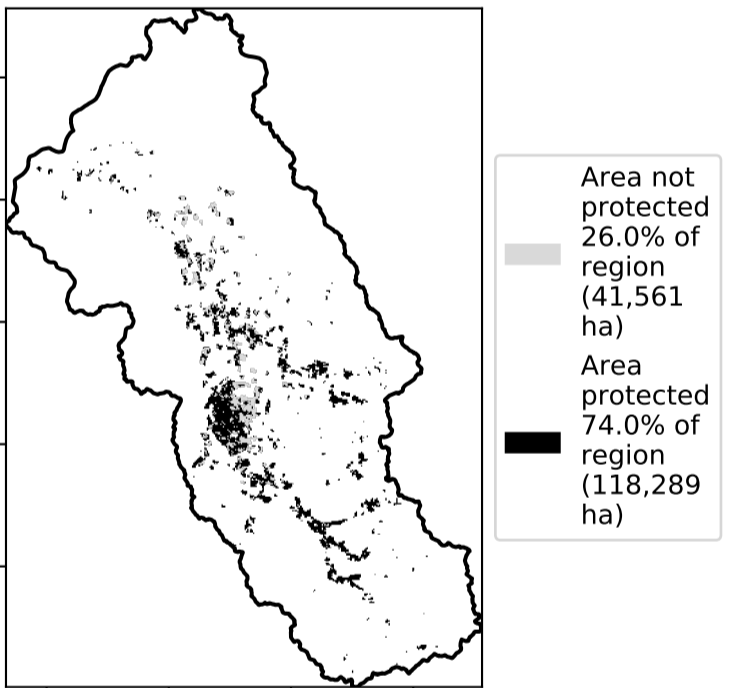 Area not
protected
26.0% of
region
(41,561
ha)
Area
protected
74.0% of
region
(118,289
ha)